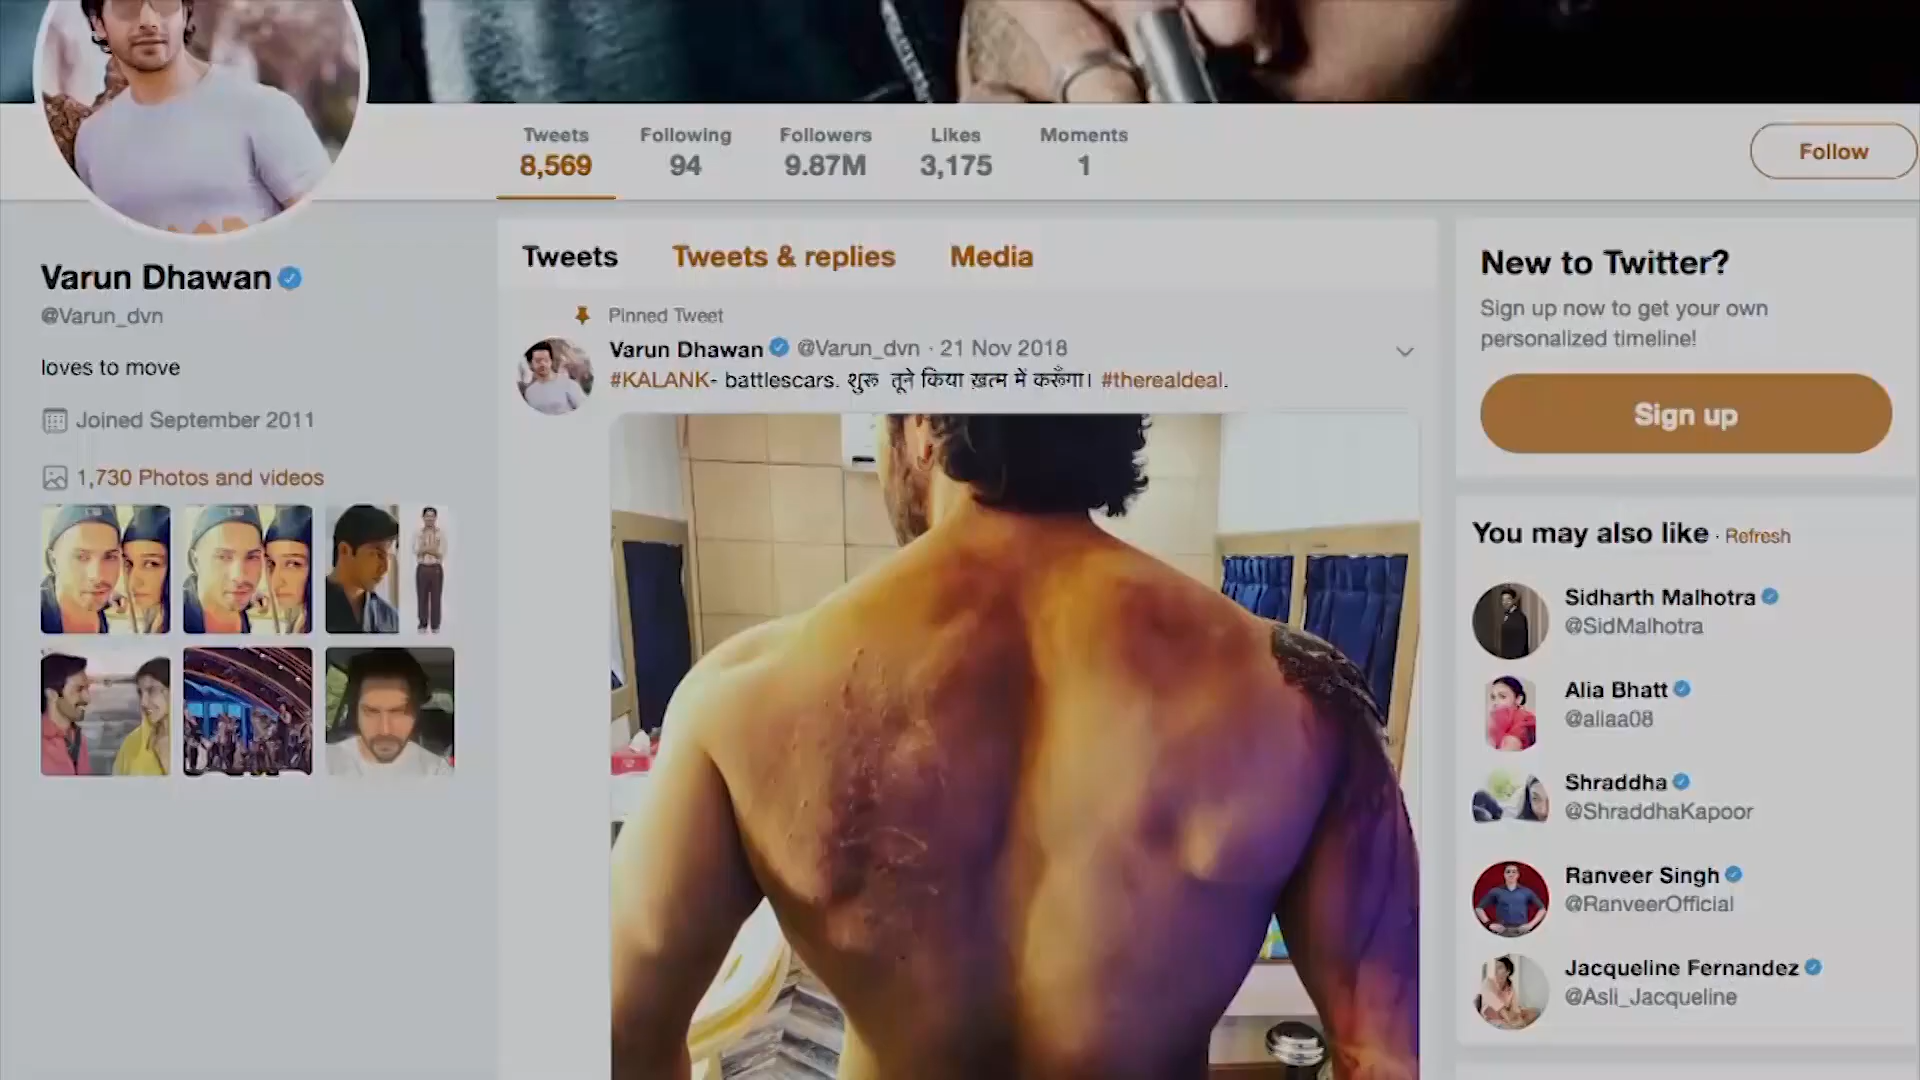 Tweets
8,569
Following
94
Followers
9.87M
Likes
3,175
Moments
1
Follow
Varun Dhawan
@Varun_dvn
loves to move
Joined September 2011
1,730 Photos and videos
Tweets
Tweets & replies
Media
Pinned Tweet
Varun Dhawan @Varun_dvn · 21 Nov 2018
#KALANK- battlescars. शुरू तूने किया ख़त्म में करूँगा। #therealdeal.
New to Twitter?
Sign up now to get your own
personalized timeline!
Sign up
You may also like · Refresh
Sidharth Malhotra
@SidMalhotra
Alia Bhatt
@aliaa08
Shraddha
@ShraddhaKapoor
Ranveer Singh
@RanveerOfficial
Jacqueline Fernandez
@Asli_Jacqueline